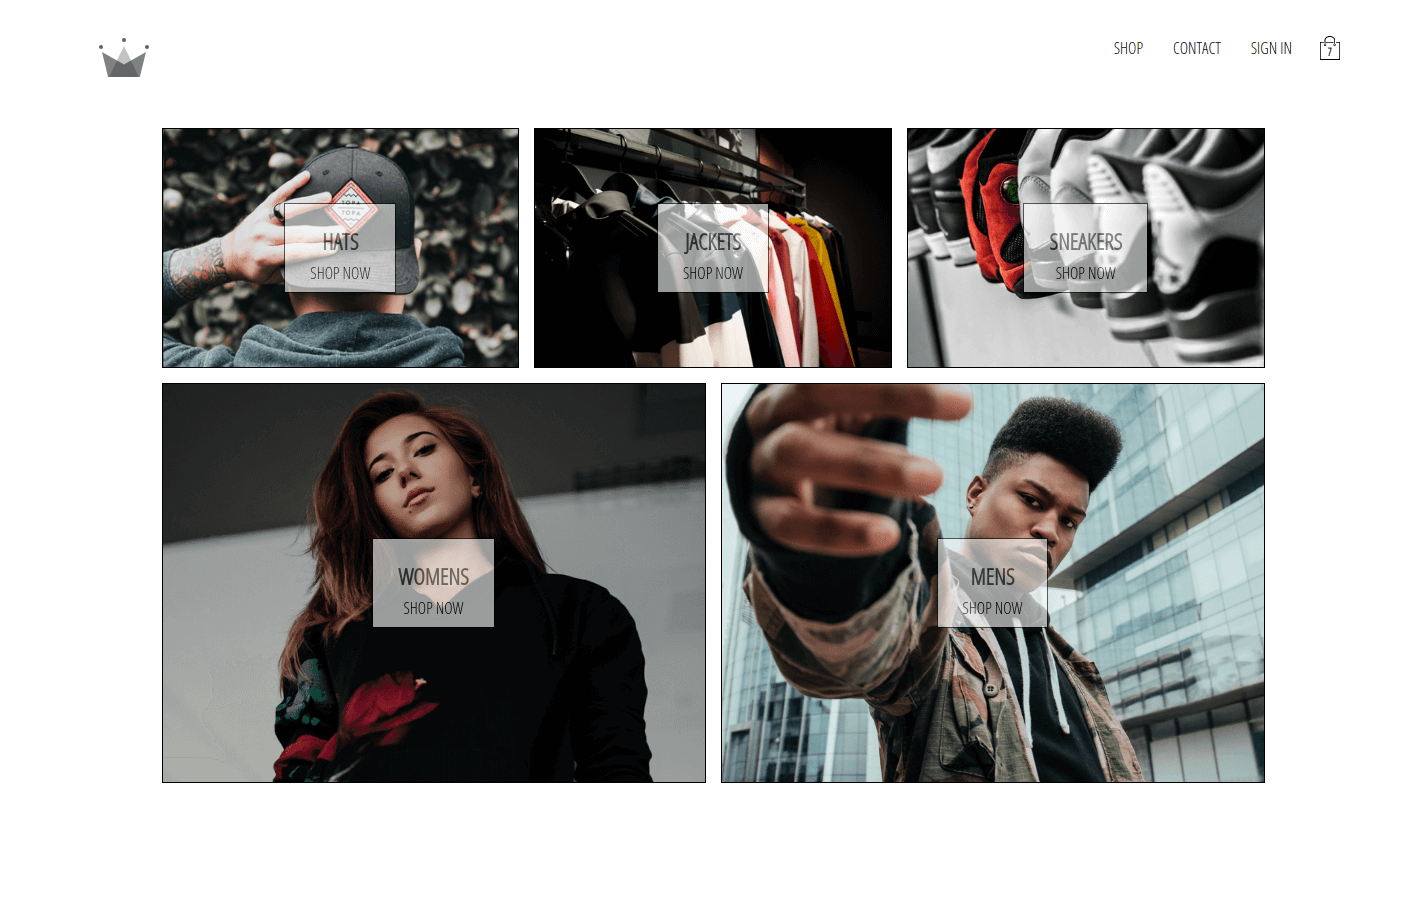 SHOP
CONTACT
SIGN IN
7
TOPA
TOPA
HATS
SHOP NOW
JACKETS
SHOP NOW
SNEAKERS
SHOP NOW
WOMENS
SHOP NOW
MENS
SHOP NOW